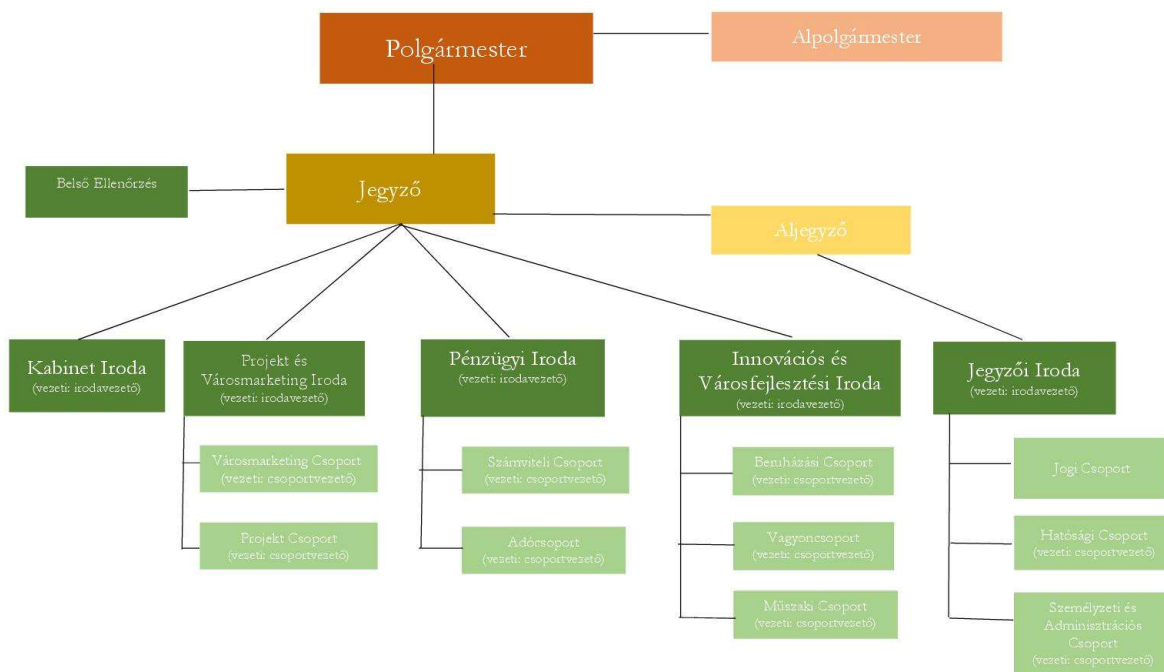 Polgármester
Alpolgármester
Belső Ellenőrzés
Jegyző
Aljegyző
Kabinet Iroda
(vezeti: irodavezető)
Projekt és
Városmarketing Iroda
(vezeti: irodavezető)
Pénzügyi Iroda
(vezeti: irodavezető)
Innovációs és
Városfejlesztési Iroda
(vezeti: irodavezető)
Jegyzői Iroda
(vezeti: irodavezető)
Városmarketing Csoport
(vezeti: csoportvezető)
Projekt Csoport
(vezeti: csoportvezető)
Számviteli Csoport
(vezeti: csoportvezető)
Adócsoport
(vezeti: csoportvezető)
Beruházási Csoport
(vezeti: csoportvezető)
Vagyoncsoport
(vezeti: csoportvezető)
Műszaki Csoport
(vezeti: csoportvezető)
Jogi Csoport
Hatósági Csoport
(vezeti: csoportvezető)
Személyzeti és
Adminisztrációs
Csoport
(vezeti: csoportvezető)